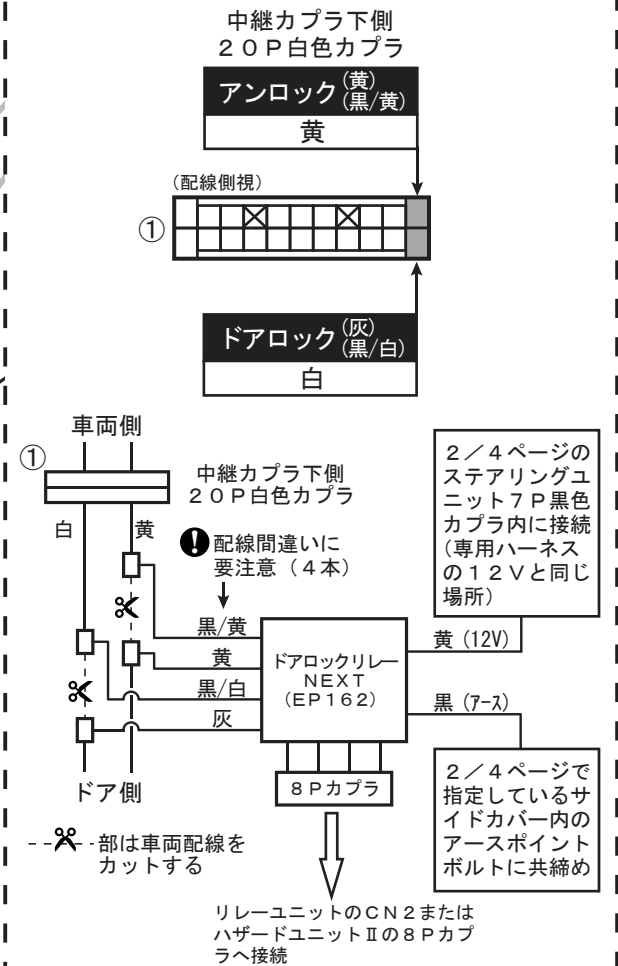 中継カプラ下側
２０Ｐ白色カプラ
アンロック(黄)
(黒/黄)
黄
(配線側視)
①
ドアロック(灰)
(黒/白)
白
車両側
①
中継カプラ下側
２０Ｐ白色カプラ
白
黄
!配線間違いに
要注意（４本）
黒/黄
黄
黒/白
灰
ドアロックリレー
NEXT
(EP162)
黄 (12V)
黒 (ｱｰｽ)
２／４ページの
ステアリングユ
ニット７Ｐ黒色
カプラ内に接続
(専用ハーネス
の１２Ｖと同じ
場所)
８Ｐカプラ
ドア側
部は車両配線を
カットする
２／４ページで
指定しているサ
イドカバー内の
アースポイント
ボルトに共締め
リレーユニットのＣＮ２または
ハザードユニットⅡの８Ｐカプ
ラへ接続